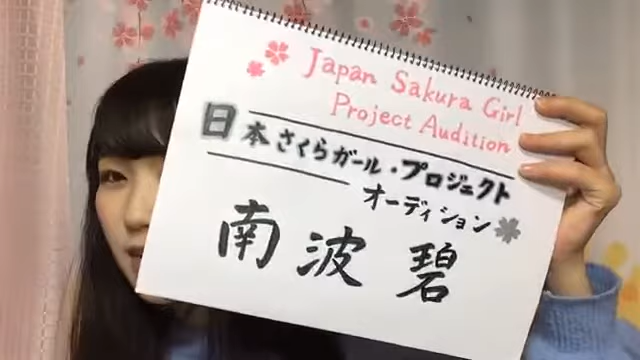 Japan Sakura Girl
Project Audition
日本さくらガール・プロジェクト
オーディション
南波 碧